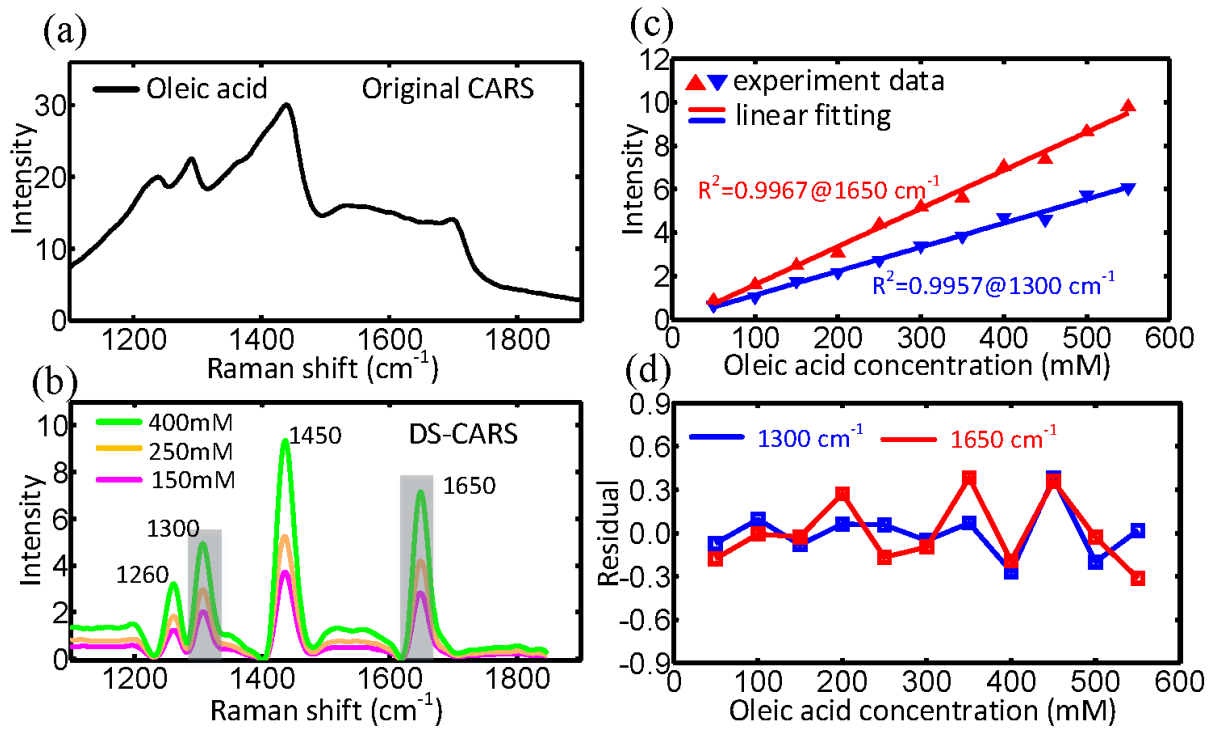 (a)
Oleic acid
Original CARS
30
20
10
0
Intensity
1200
1400
1600
1800
Raman shift (cm⁻¹)
(b)
400mM
250mM
150mM
DS-CARS
1260
1300
1450
1650
10
8
6
4
2
0
Intensity
1200
1400
1600
1800
Raman shift (cm⁻¹)
(c)
experiment data
linear fitting
R²=0.9967@1650 cm⁻¹
R²=0.9957@1300 cm⁻¹
12
10
8
6
4
2
0
Intensity
0
100
200
300
400
500
600
Oleic acid concentration (mM)
(d)
1300 cm⁻¹
1650 cm⁻¹
0.9
0.6
0.3
0.0
-0.3
-0.6
-0.9
Residual
0
100
200
300
400
500
600
Oleic acid concentration (mM)